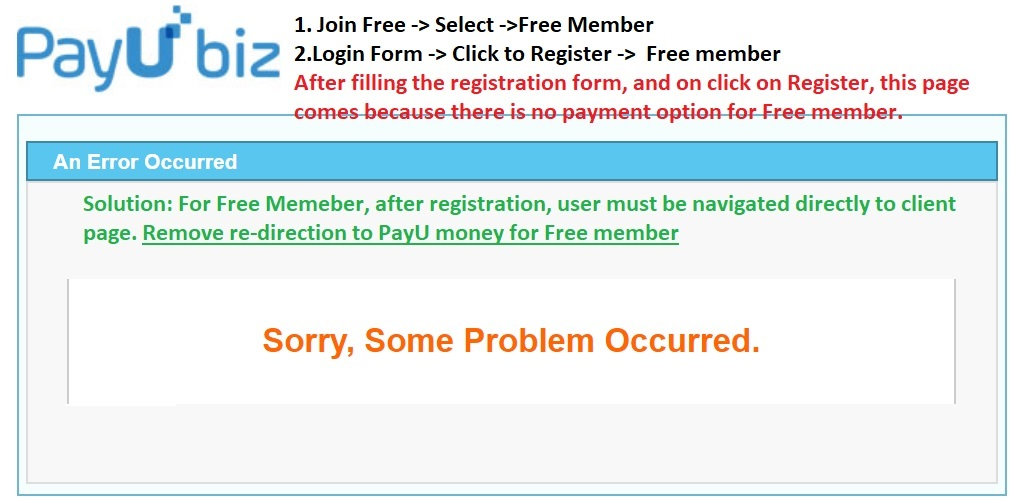 PayU biz
1. Join Free -> Select ->Free Member
2.Login Form -> Click to Register ->  Free member
After filling the registration form, and on click on Register, this page
comes because there is no payment option for Free member.
An Error Occurred
Solution: For Free Memeber, after registration, user must be navigated directly to client
page. Remove re-direction to PayU money for Free member
Sorry, Some Problem Occurred.